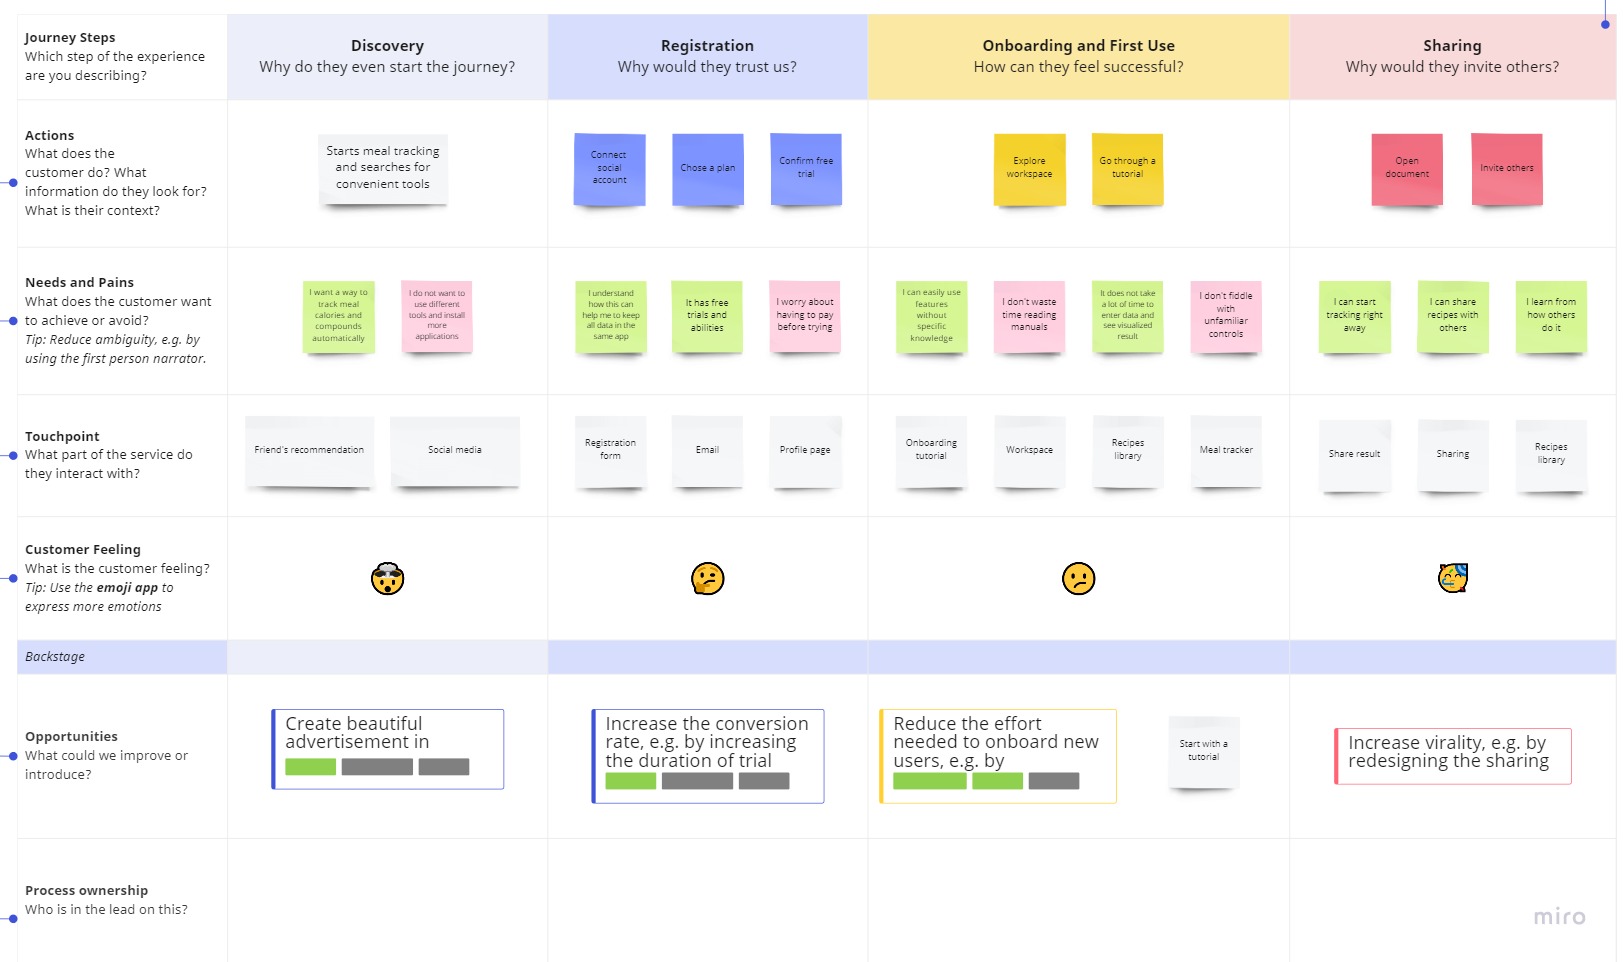 Journey Steps
Which step of the experience
are you describing?
Discovery
Why do they even start the journey?
Registration
Why would they trust us?
Onboarding and First Use
How can they feel successful?
Sharing
Why would they invite others?
Actions
What does the
customer do? What
information do they look for?
What is their context?
Starts meal tracking
and searches for
convenient tools
Connect
social
account
Chose a plan
Confirm free
trial
Explore
workspace
Go through a
tutorial
Open
document
Invite others
Needs and Pains
What does the customer want
to achieve or avoid?
Tip: Reduce ambiguity, e.g. by
using the first person narrator.
I want a way to
track meal
calories and
compounds
automatically
I do not want to
use different
tools and install
more
applications
I understand
how this can
help me to keep
all data in the
same app
It has free
trials and
abilities
I worry about
having to pay
before trying
I can easily use
features
without
specific
knowledge
I don't waste
time reading
manuals
It does not take
a lot of time to
enter data and
see visualized
result
I don't fiddle
with
unfamiliar
controls
I can start
tracking right
away
I can share
recipes with
others
I learn from
how others
do it
Touchpoint
What part of the service do
they interact with?
Friend's recommendation
Social media
Registration
form
Email
Profile page
Onboarding
tutorial
Workspace
Recipes
library
Meal tracker
Share result
Sharing
Recipes
library
Customer Feeling
What is the customer feeling?
Tip: Use the emoji app to
express more emotions
Backstage
Opportunities
What could we improve or
introduce?
Create beautiful
advertisement in
Increase the conversion
rate, e.g. by increasing
the duration of trial
Reduce the effort
needed to onboard new
users, e.g. by
Start with a
tutorial
Increase virality, e.g. by
redesigning the sharing
Process ownership
Who is in the lead on this?
miro